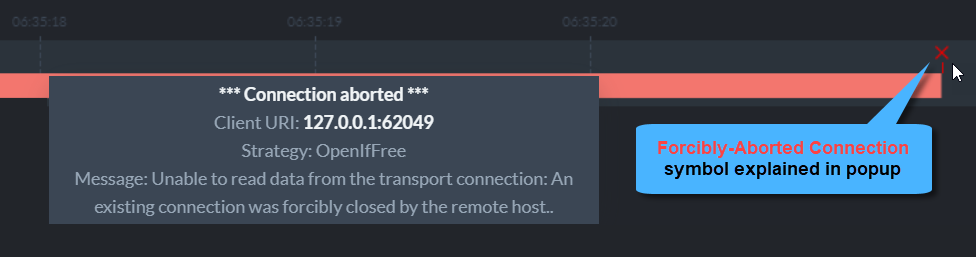 06:35:18 06:35:19 06:35:20
*** Connection aborted ***
Client URI: 127.0.0.1:62049
Strategy: OpenIfFree
Message: Unable to read data from the transport connection: An
existing connection was forcibly closed by the remote host..
Forcibly-Aborted Connection
symbol explained in popup